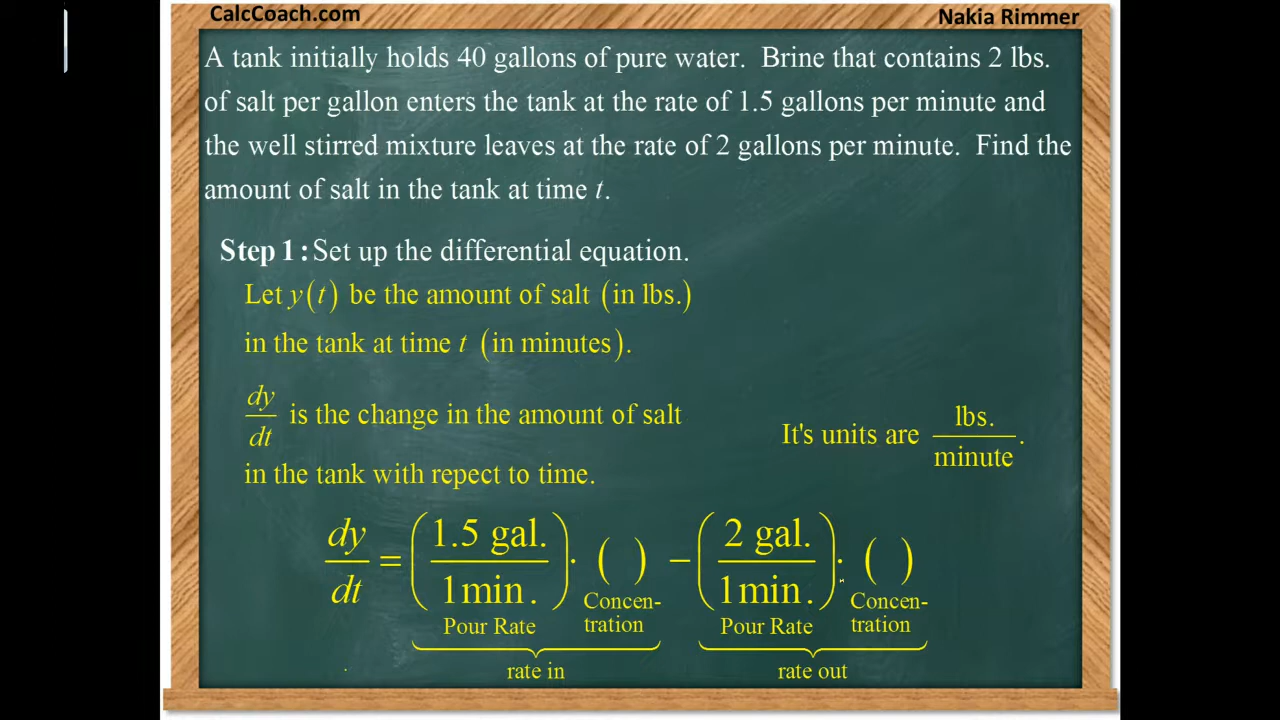 CalcCoach.com
Nakia Rimmer
A tank initially holds 40 gallons of pure water. Brine that contains 2 lbs.
of salt per gallon enters the tank at the rate of 1.5 gallons per minute and
the well stirred mixture leaves at the rate of 2 gallons per minute. Find the
amount of salt in the tank at time t.
Step 1: Set up the differential equation.
Let y(t) be the amount of salt (in lbs.)
in the tank at time t (in minutes).
dy/dt is the change in the amount of salt
in the tank with repect to time.
It's units are lbs./minute.
dy/dt = (1.5 gal./1 min.) · ( ) − (2 gal./1 min.) · ( )
Pour Rate Concen-tration Pour Rate Concen-tration
rate in rate out